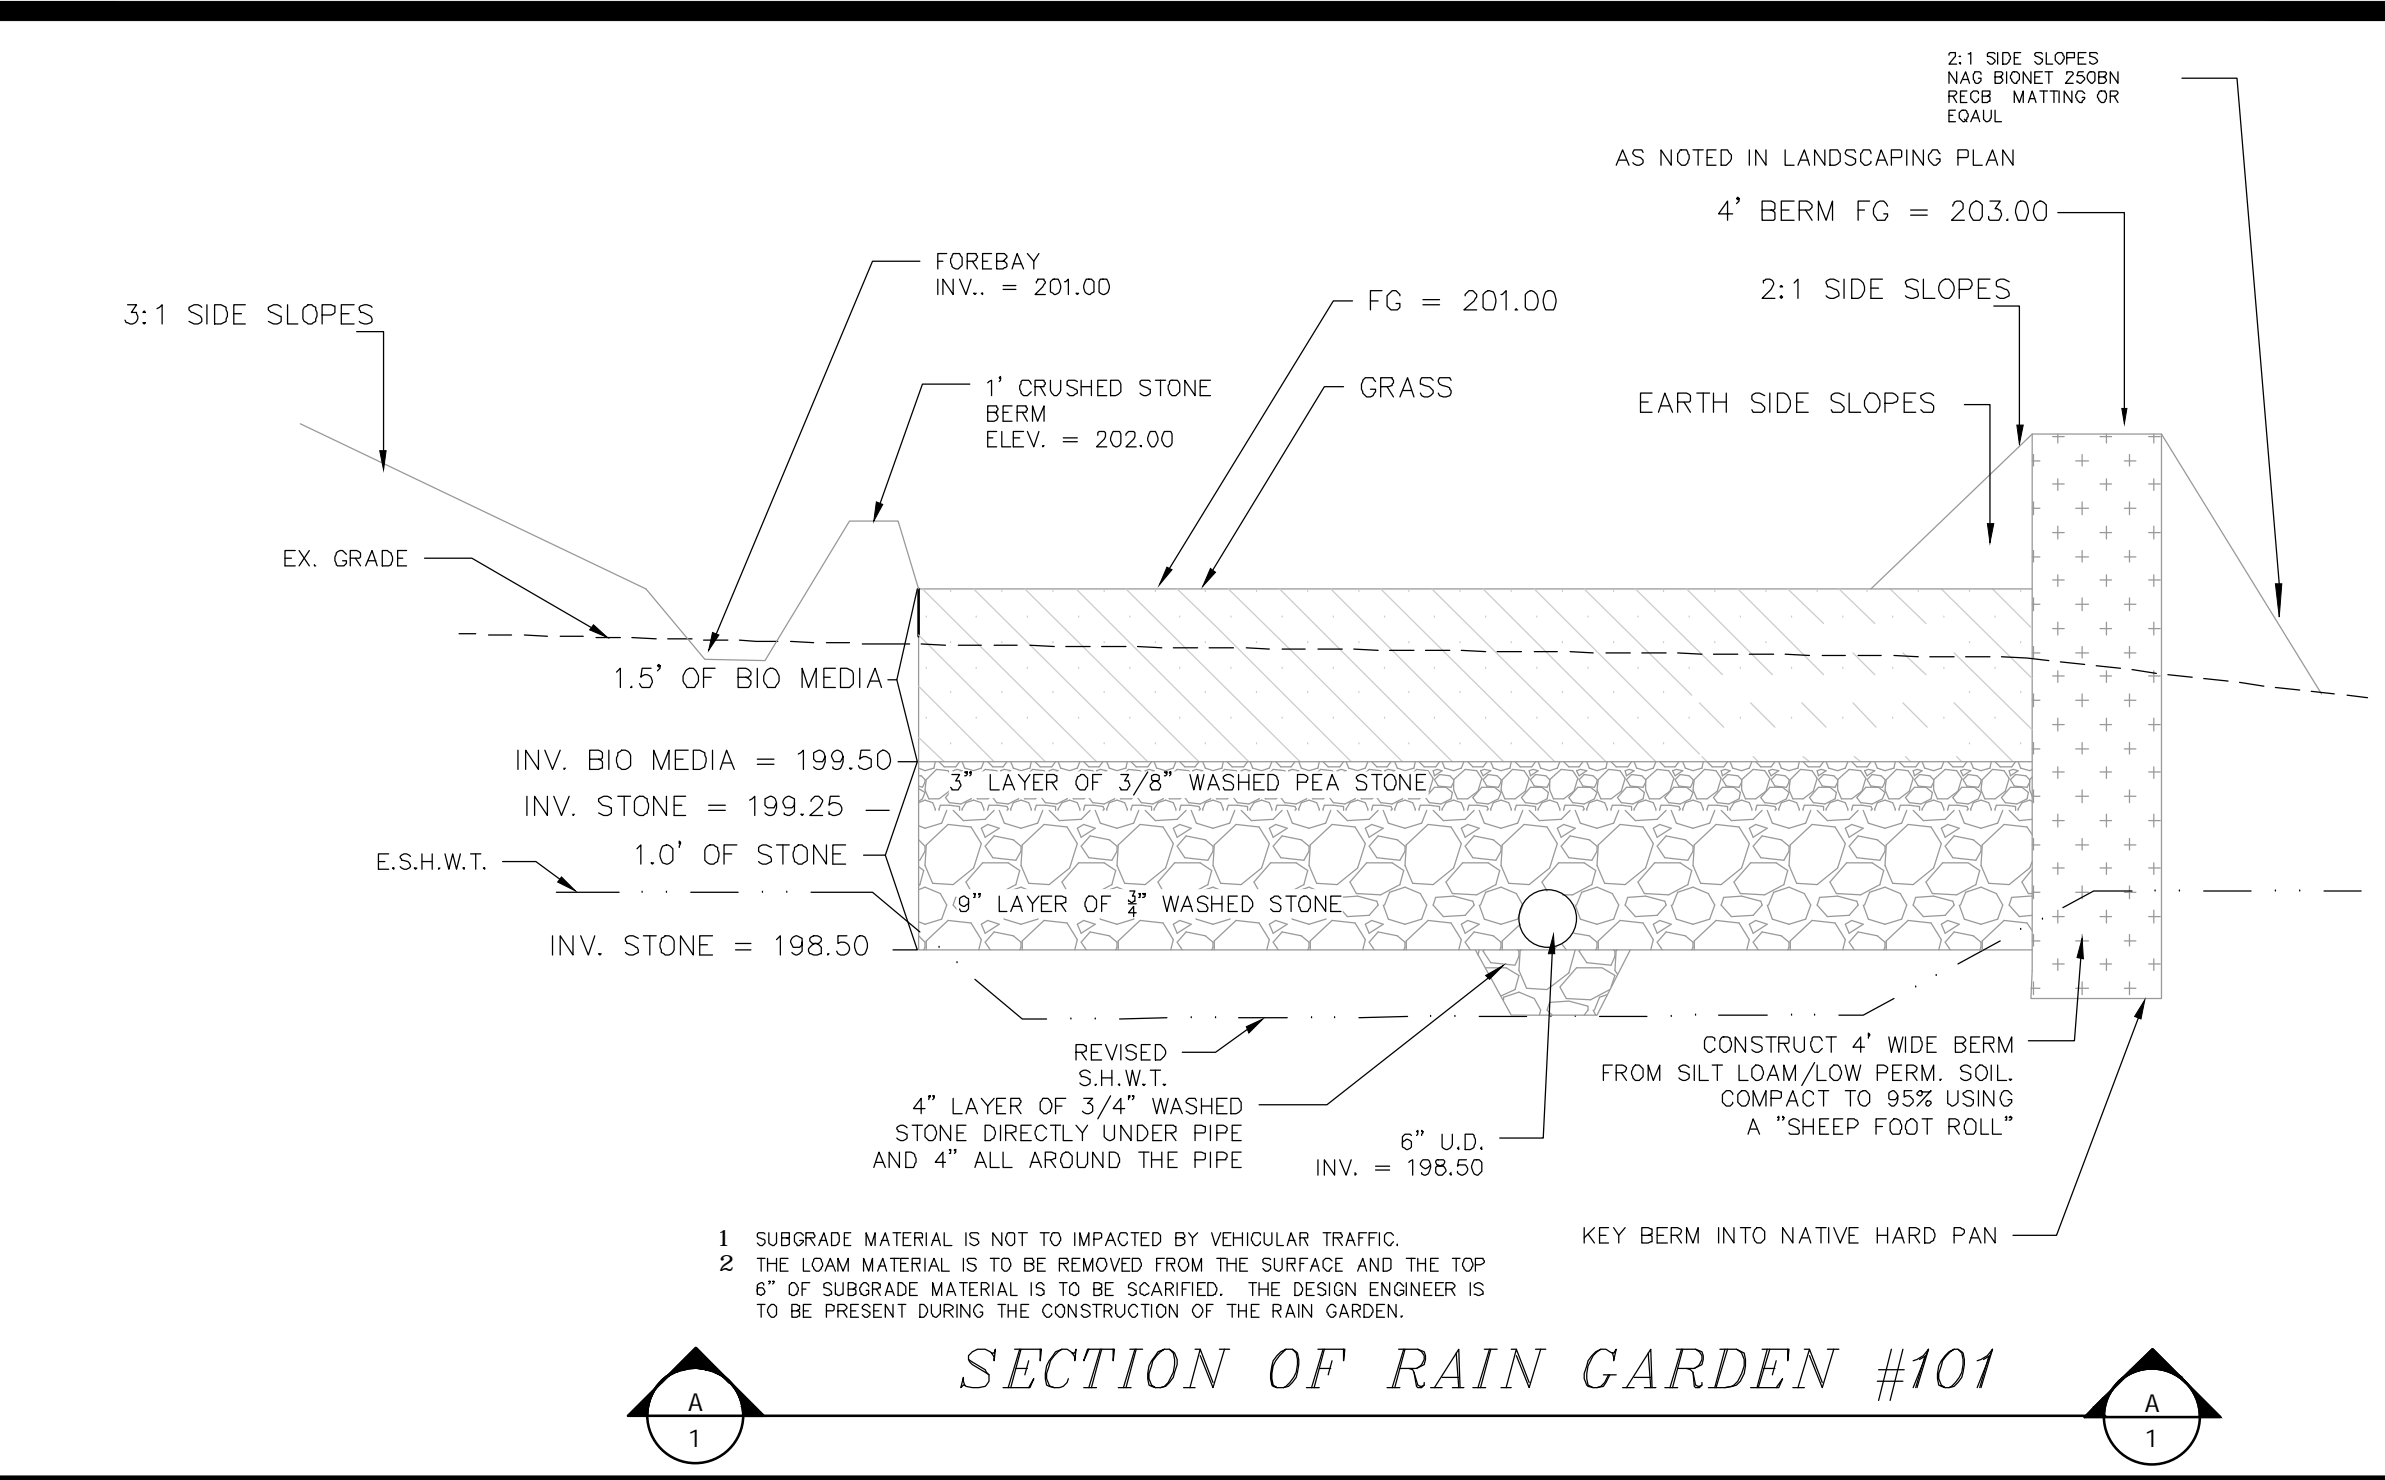 2:1 SIDE SLOPES
NAG BIONET 250BN
RECB MATTING OR
EQAUL
AS NOTED IN LANDSCAPING PLAN
4' BERM FG = 203.00
FOREBAY
INV.. = 201.00
3:1 SIDE SLOPES
FG = 201.00
2:1 SIDE SLOPES
1' CRUSHED STONE
BERM
ELEV. = 202.00
GRASS
EARTH SIDE SLOPES
EX. GRADE
1.5' OF BIO MEDIA
INV. BIO MEDIA = 199.50
3" LAYER OF 3/8" WASHED PEA STONE
INV. STONE = 199.25
1.0' OF STONE
E.S.H.W.T.
9" LAYER OF 3/4" WASHED STONE
INV. STONE = 198.50
REVISED
S.H.W.T.
4" LAYER OF 3/4" WASHED
STONE DIRECTLY UNDER PIPE
AND 4" ALL AROUND THE PIPE
6" U.D.
INV. = 198.50
CONSTRUCT 4' WIDE BERM
FROM SILT LOAM/LOW PERM. SOIL.
COMPACT TO 95% USING
A "SHEEP FOOT ROLL"
KEY BERM INTO NATIVE HARD PAN
1 SUBGRADE MATERIAL IS NOT TO IMPACTED BY VEHICULAR TRAFFIC.
2 THE LOAM MATERIAL IS TO BE REMOVED FROM THE SURFACE AND THE TOP
6" OF SUBGRADE MATERIAL IS TO BE SCARIFIED. THE DESIGN ENGINEER IS
TO BE PRESENT DURING THE CONSTRUCTION OF THE RAIN GARDEN.
SECTION OF RAIN GARDEN #101
A
1
A
1